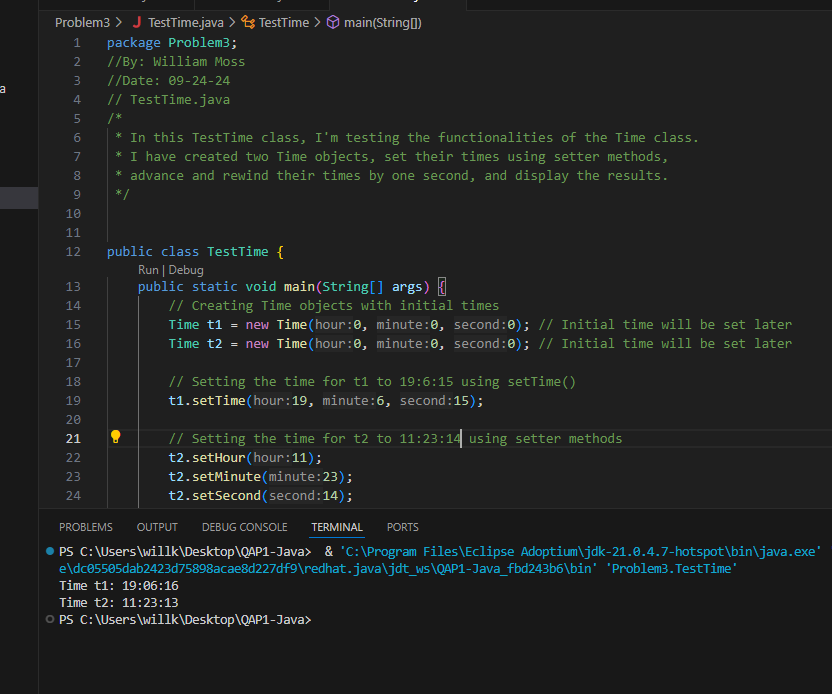 Problem3 > J TestTime.java > TestTime > main(String[])
1 package Problem3;
2 //By: William Moss
3 //Date: 09-24-24
4 // TestTime.java
5 /*
6 * In this TestTime class, I'm testing the functionalities of the Time class.
7 * I have created two Time objects, set their times using setter methods,
8 * advance and rewind their times by one second, and display the results.
9 */
10
11
12 public class TestTime {
Run | Debug
13 public static void main(String[] args) {
14 // Creating Time objects with initial times
15 Time t1 = new Time(hour:0, minute:0, second:0); // Initial time will be set later
16 Time t2 = new Time(hour:0, minute:0, second:0); // Initial time will be set later
17
18 // Setting the time for t1 to 19:6:15 using setTime()
19 t1.setTime(hour:19, minute:6, second:15);
20
21 // Setting the time for t2 to 11:23:14 using setter methods
22 t2.setHour(hour:11);
23 t2.setMinute(minute:23);
24 t2.setSecond(second:14);
a
PROBLEMS OUTPUT DEBUG CONSOLE TERMINAL PORTS
PS C:\Users\willk\Desktop\QAP1-Java> & 'C:\Program Files\Eclipse Adoptium\jdk-21.0.4.7-hotspot\bin\java.exe'
e\dc05505dab2423d75898acae8d227df9\redhat.java\jdt_ws\QAP1-Java_fbd243b6\bin' 'Problem3.TestTime'
Time t1: 19:06:16
Time t2: 11:23:13
PS C:\Users\willk\Desktop\QAP1-Java>